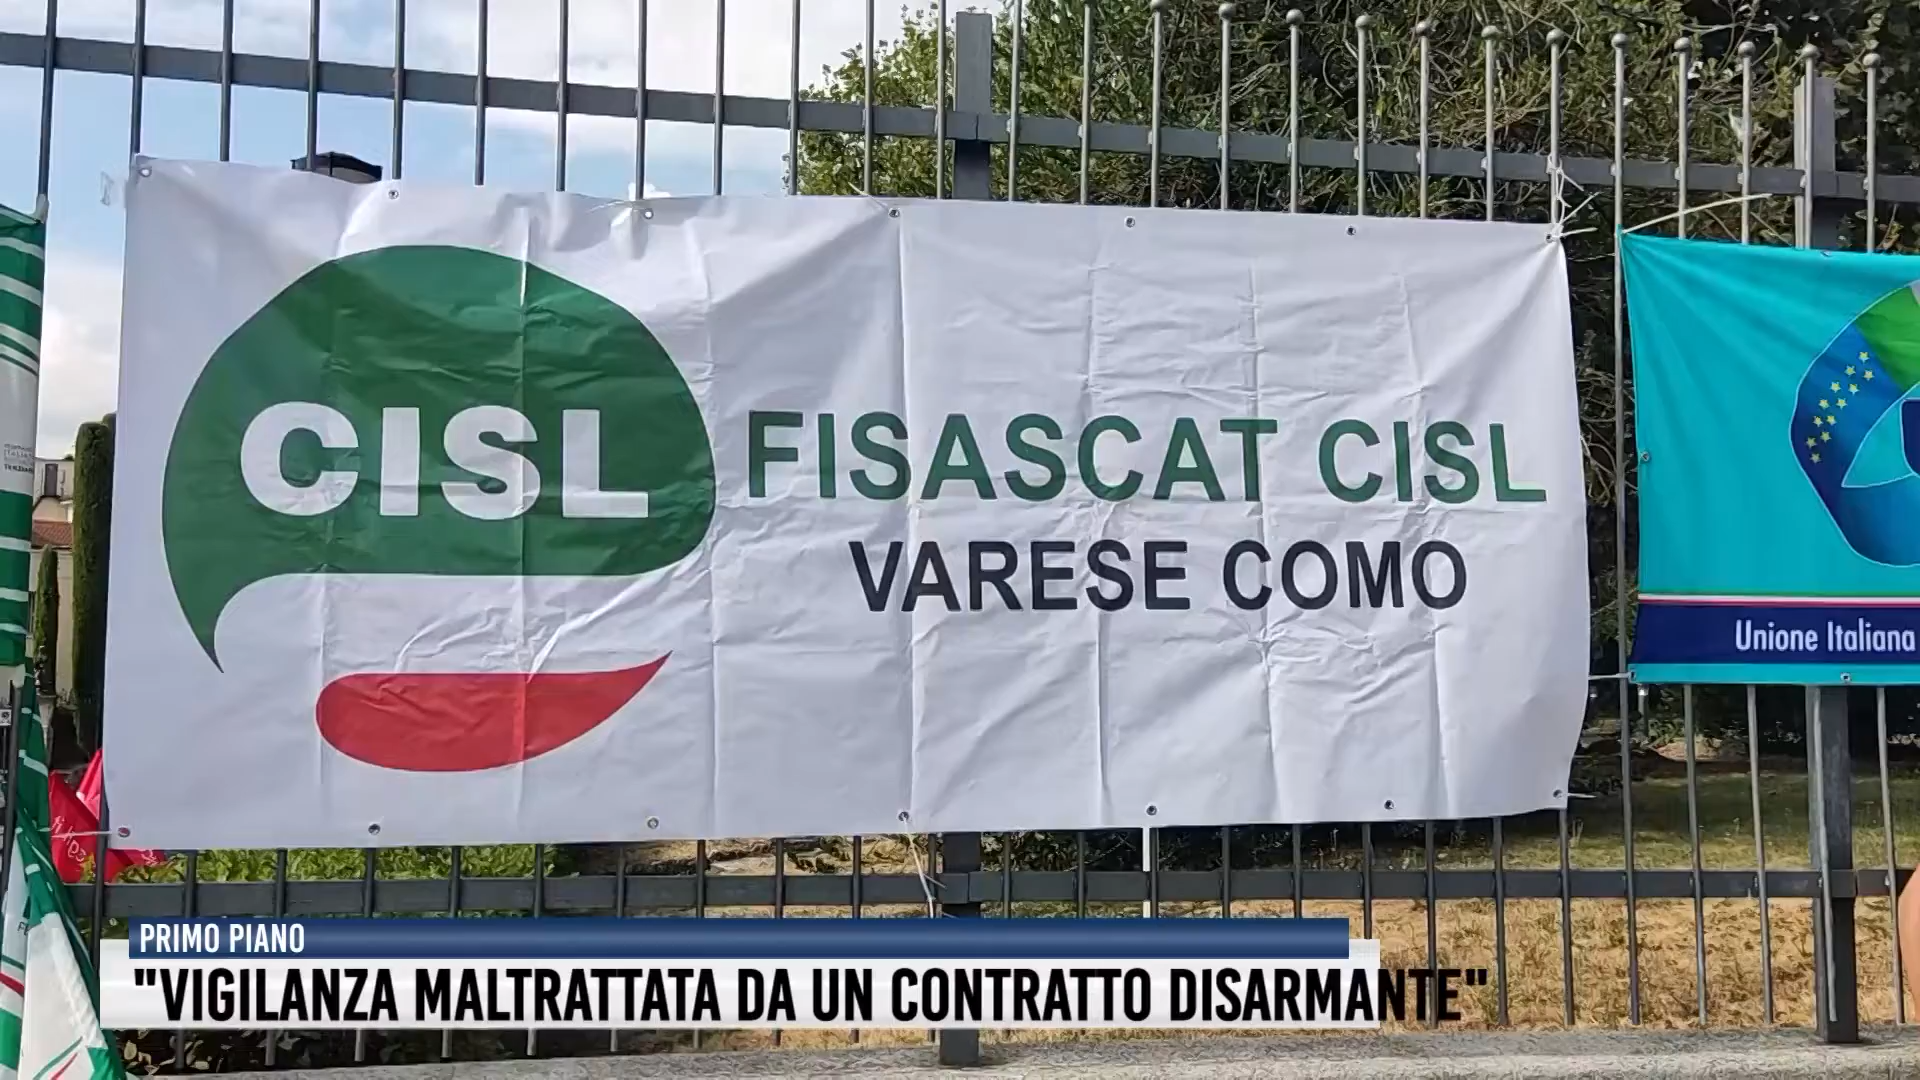 CISL
FISASCAT CISL
VARESE COMO
Unione Italiana
PRIMO PIANO
"VIGILANZA MALTRATTATA DA UN CONTRATTO DISARMANTE"